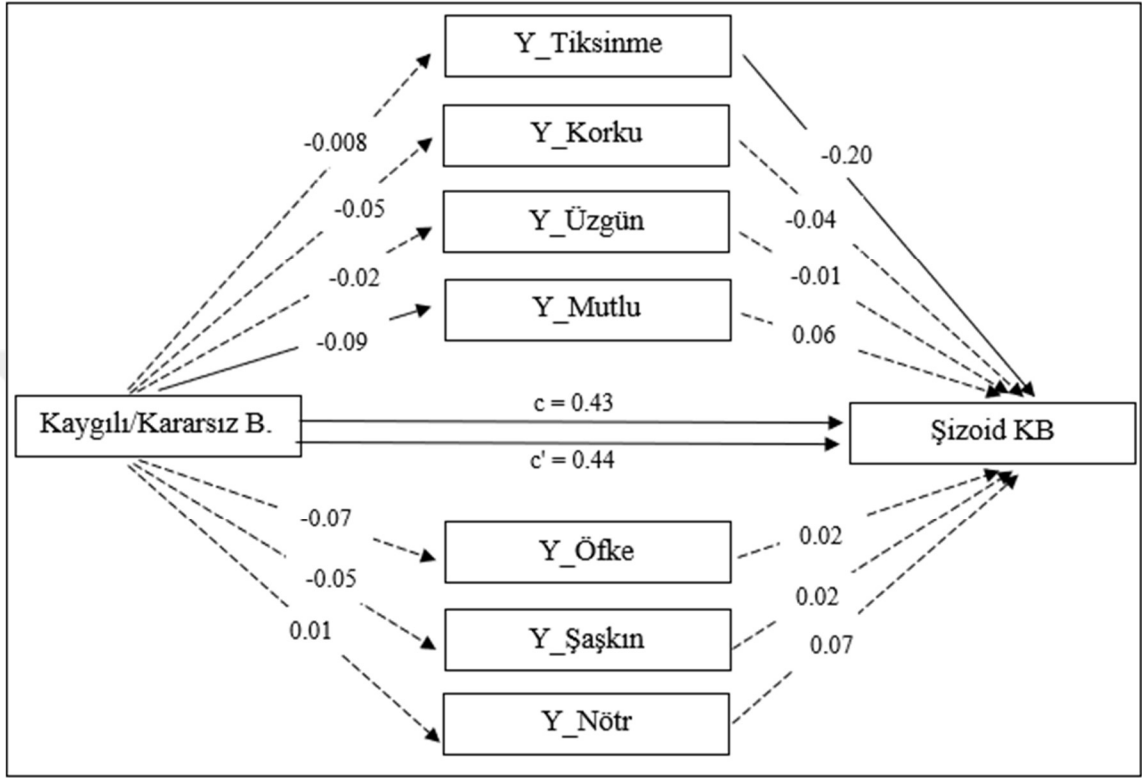 Y_Tiksinme
-0.008
-0.20
Y_Korku
-0.05
-0.04
Y_Üzgün
-0.02
-0.01
Y_Mutlu
-0.09
0.06
Kaygılı/Kararsız B.
c = 0.43
c' = 0.44
Şizoid KB
-0.07
Y_Öfke
0.02
-0.05
Y_Şaşkın
0.02
0.01
Y_Nötr
0.07